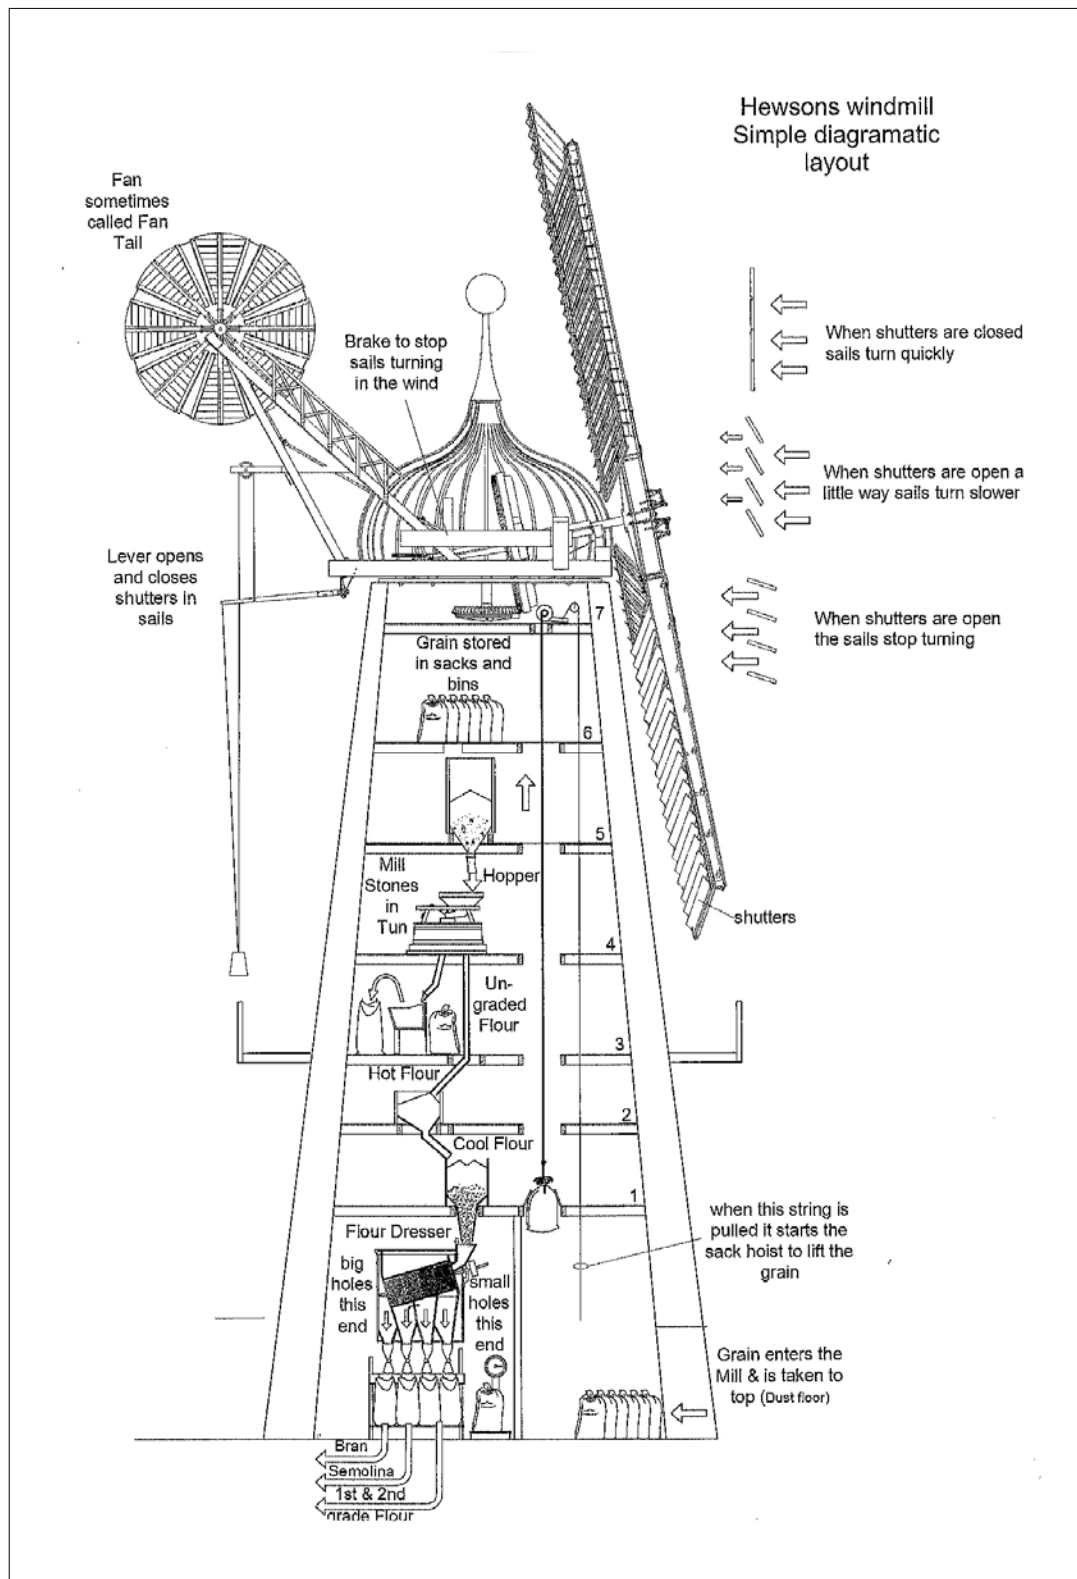 Hewsons windmill
Simple diagramatic
layout
Fan
sometimes
called Fan
Tail
Brake to stop
sails turning
in the wind
When shutters are closed
sails turn quickly
When shutters are open a
little way sails turn slower
Lever opens
and closes
shutters in
sails
When shutters are open
the sails stop turning
7
Grain stored
in sacks and
bins
6
5
Mill
Stones
in
Tun
Hopper
shutters
4
Un-
graded
Flour
3
Hot Flour
2
Cool Flour
1
when this string is
pulled it starts the
sack hoist to lift the
grain
Flour Dresser
big
holes
this
end
small
holes
this
end
Grain enters the
Mill & is taken to
top (Dust floor)
Bran
Semolina
1st & 2nd
grade Flour